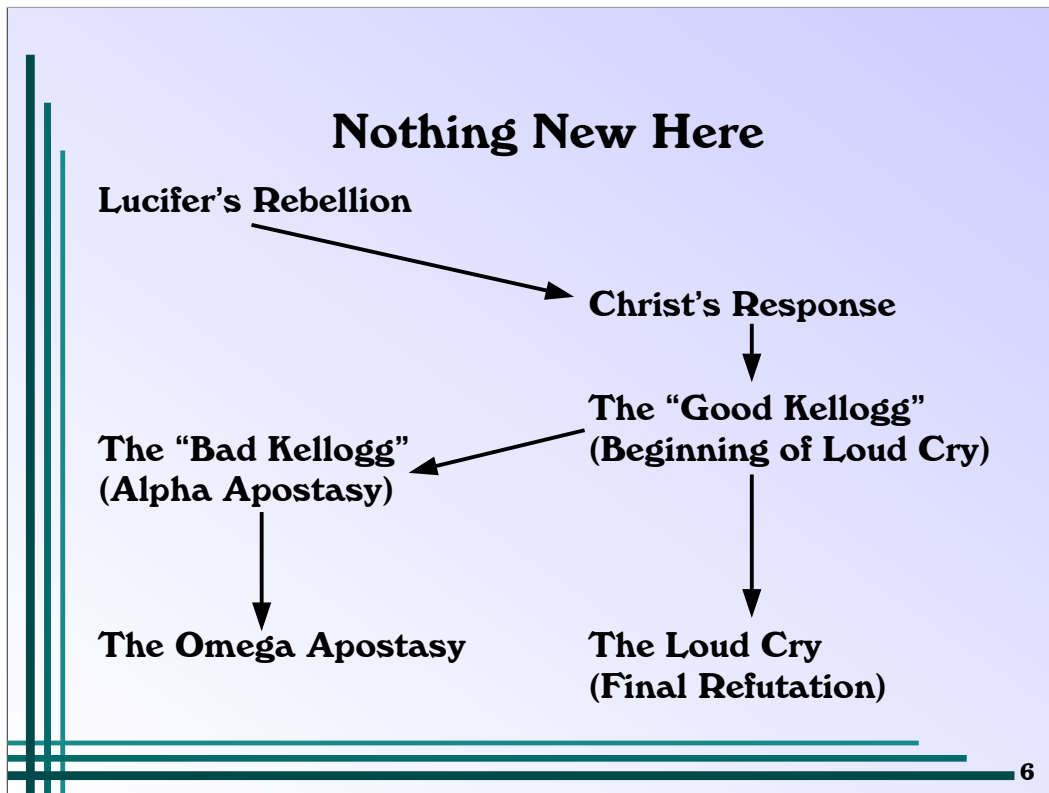 Nothing New Here
Lucifer’s Rebellion
Christ’s Response
The “Good Kellogg”
(Beginning of Loud Cry)
The “Bad Kellogg”
(Alpha Apostasy)
The Omega Apostasy
The Loud Cry
(Final Refutation)
6